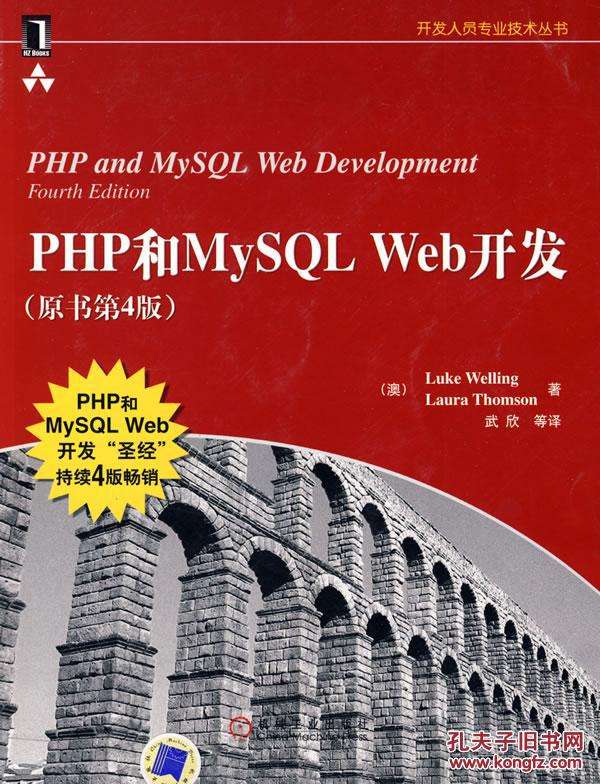 开发人员专业技术丛书
HZ Books
PHP and MySQL Web Development
Fourth Edition
PHP和MySQL Web开发
（原书第4版）
（澳） Luke Welling
Laura Thomson 著
武欣 等译
PHP和
MySQL Web
开发“圣经”
持续4版畅销
孔夫子旧书网
www.kongfz.com